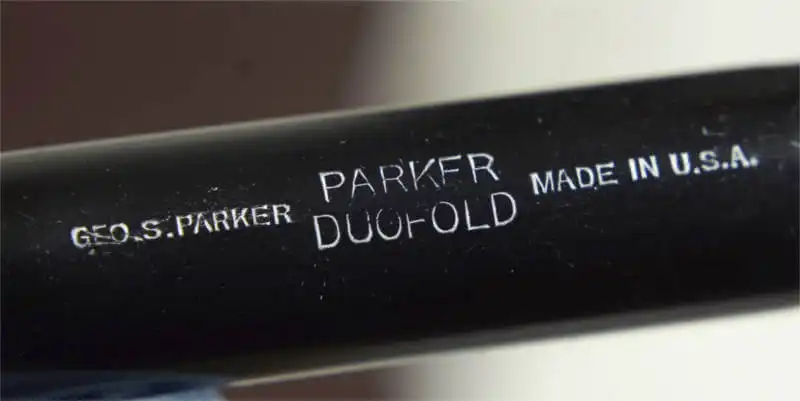 GEO.S.PARKER
PARKER
DUOFOLD
MADE IN U.S.A.